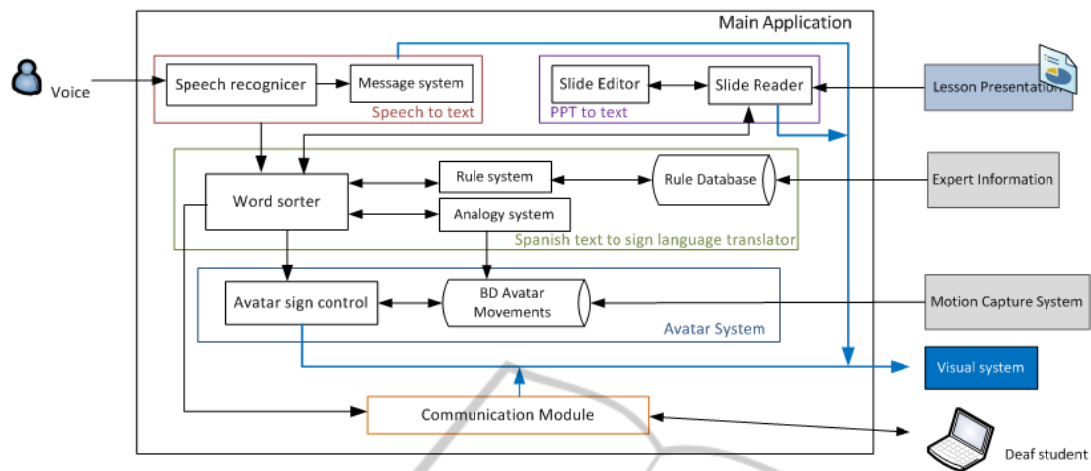 Main Application
Voice
Speech recognicer
Message system
Speech to text
Slide Editor
Slide Reader
PPT to text
Lesson Presentation
Word sorter
Rule system
Analogy system
Rule Database
Spanish text to sign language translator
Expert Information
Avatar sign control
BD Avatar
Movements
Avatar System
Motion Capture System
Visual system
Communication Module
Deaf student